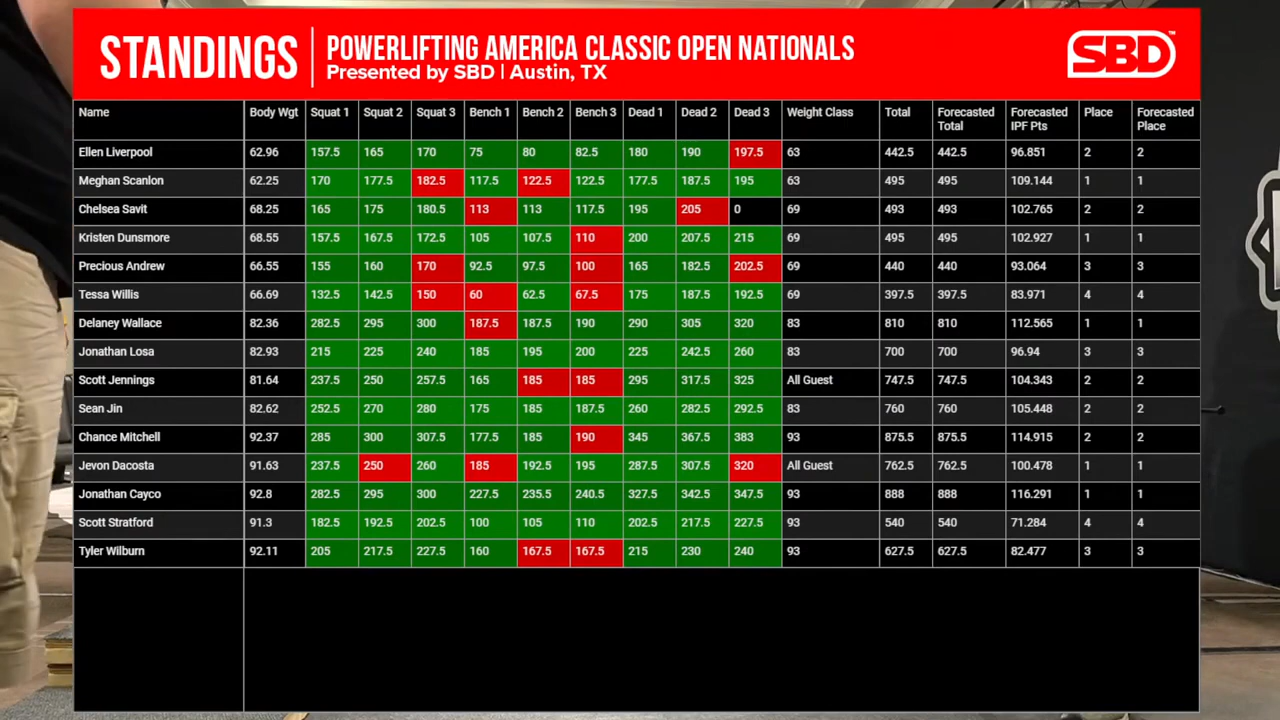 STANDINGS
POWERLIFTING AMERICA CLASSIC OPEN NATIONALS
Presented by SBD | Austin, TX
SBD™
Name Body Wgt Squat 1 Squat 2 Squat 3 Bench 1 Bench 2 Bench 3 Dead 1 Dead 2 Dead 3 Weight Class Total Forecasted Total Forecasted IPF Pts Place Forecasted Place
Ellen Liverpool 62.96 157.5 165 170 75 80 82.5 180 190 197.5 63 442.5 442.5 96.851 2 2
Meghan Scanlon 62.25 170 177.5 182.5 117.5 122.5 122.5 177.5 187.5 195 63 495 495 109.144 1 1
Chelsea Savit 68.25 165 175 180.5 113 113 117.5 195 205 0 69 493 493 102.765 2 2
Kristen Dunsmore 68.55 157.5 167.5 172.5 105 107.5 110 200 207.5 215 69 495 495 102.927 1 1
Precious Andrew 66.55 155 160 170 92.5 97.5 100 165 182.5 202.5 69 440 440 93.064 3 3
Tessa Willis 66.69 132.5 142.5 150 60 62.5 67.5 175 187.5 192.5 69 397.5 397.5 83.971 4 4
Delaney Wallace 82.36 282.5 295 300 187.5 187.5 190 290 305 320 83 810 810 112.565 1 1
Jonathan Losa 82.93 215 225 240 185 195 200 225 242.5 260 83 700 700 96.94 3 3
Scott Jennings 81.64 237.5 250 257.5 165 185 185 295 317.5 325 All Guest 747.5 747.5 104.343 2 2
Sean Jin 82.62 252.5 270 280 175 185 187.5 260 282.5 292.5 83 760 760 105.448 2 2
Chance Mitchell 92.37 285 300 307.5 177.5 185 190 345 367.5 383 93 875.5 875.5 114.915 2 2
Jevon Dacosta 91.63 237.5 250 260 185 192.5 195 287.5 307.5 320 All Guest 762.5 762.5 100.478 1 1
Jonathan Cayco 92.8 282.5 295 300 227.5 235.5 240.5 327.5 342.5 347.5 93 888 888 116.291 1 1
Scott Stratford 91.3 182.5 192.5 202.5 100 105 110 202.5 217.5 227.5 93 540 540 71.284 4 4
Tyler Wilburn 92.11 205 217.5 227.5 160 167.5 167.5 215 230 240 93 627.5 627.5 82.477 3 3